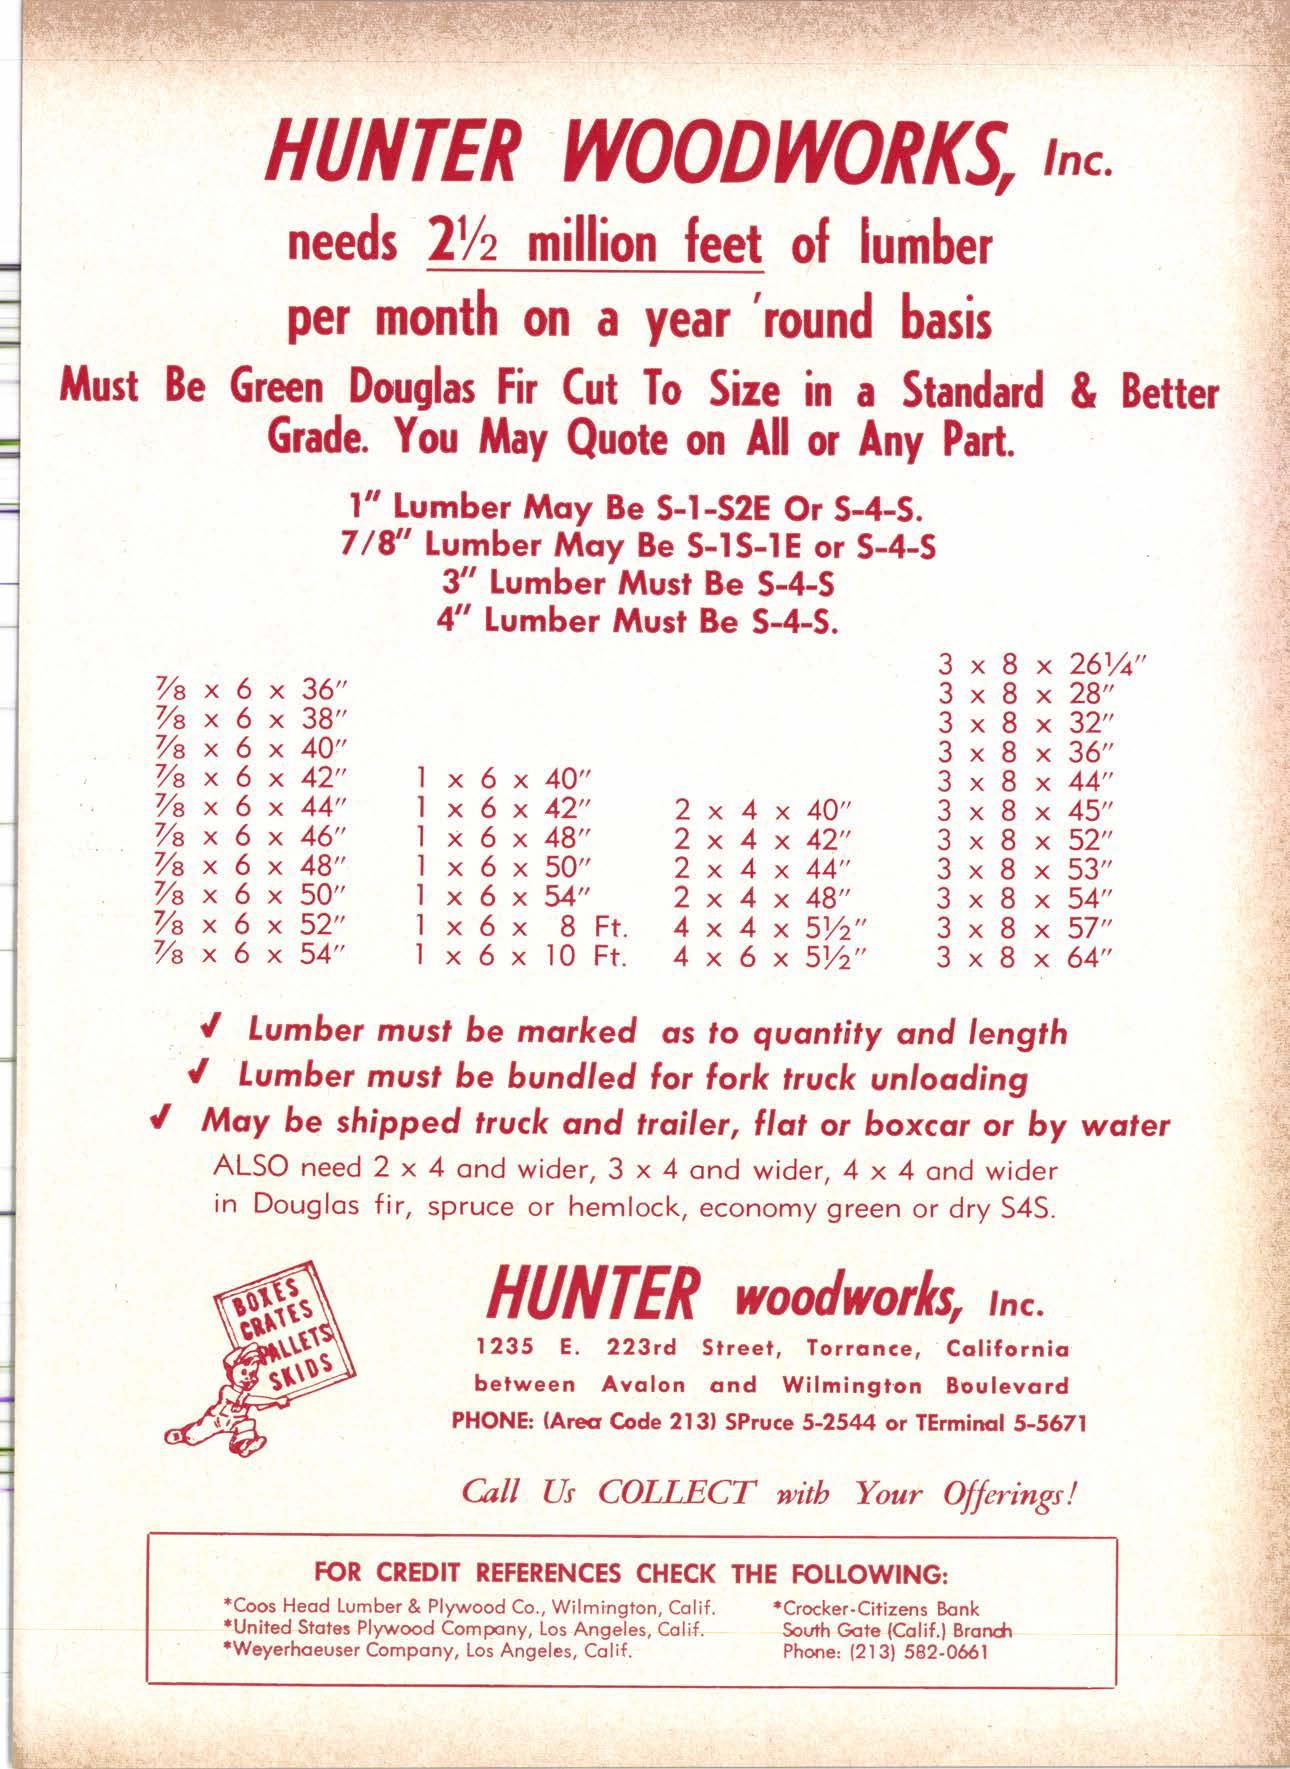 HUNTER WOODWORKS, Inc.
needs 2½ million feet of lumber
per month on a year 'round basis
Must Be Green Douglas Fir Cut To Size in a Standard & Better
Grade. You May Quote on All or Any Part.
1" Lumber May Be S-1-S2E Or S-4-S.
7/8" Lumber May Be S-1S-1E or S-4-S
3" Lumber Must Be S-4-S
4" Lumber Must Be S-4-S.
⅞ x 6 x 36"
⅞ x 6 x 38"
⅞ x 6 x 40"
⅞ x 6 x 42"
⅞ x 6 x 44"
⅞ x 6 x 46"
⅞ x 6 x 48"
⅞ x 6 x 50"
⅞ x 6 x 52"
⅞ x 6 x 54"
1 x 6 x 40"
1 x 6 x 42"
1 x 6 x 48"
1 x 6 x 50"
1 x 6 x 54"
1 x 6 x 8 Ft.
1 x 6 x 10 Ft.
2 x 4 x 40"
2 x 4 x 42"
2 x 4 x 44"
2 x 4 x 48"
4 x 4 x 5½"
4 x 6 x 5½"
3 x 8 x 26¼"
3 x 8 x 28"
3 x 8 x 32"
3 x 8 x 36"
3 x 8 x 44"
3 x 8 x 45"
3 x 8 x 52"
3 x 8 x 53"
3 x 8 x 54"
3 x 8 x 57"
3 x 8 x 64"
✓ Lumber must be marked as to quantity and length
✓ Lumber must be bundled for fork truck unloading
✓ May be shipped truck and trailer, flat or boxcar or by water
ALSO need 2 x 4 and wider, 3 x 4 and wider, 4 x 4 and wider
in Douglas fir, spruce or hemlock, economy green or dry S4S.
BOXES
CRATES
PALLETS
SKIDS
HUNTER woodworks, Inc.
1235 E. 223rd Street, Torrance, California
between Avalon and Wilmington Boulevard
PHONE: (Area Code 213) SPruce 5-2544 or TErminal 5-5671
Call Us COLLECT with Your Offerings!
FOR CREDIT REFERENCES CHECK THE FOLLOWING:
*Coos Head Lumber & Plywood Co., Wilmington, Calif.
*United States Plywood Company, Los Angeles, Calif.
*Weyerhaeuser Company, Los Angeles, Calif.
*Crocker-Citizens Bank
South Gate (Calif.) Branch
Phone: (213) 582-0661